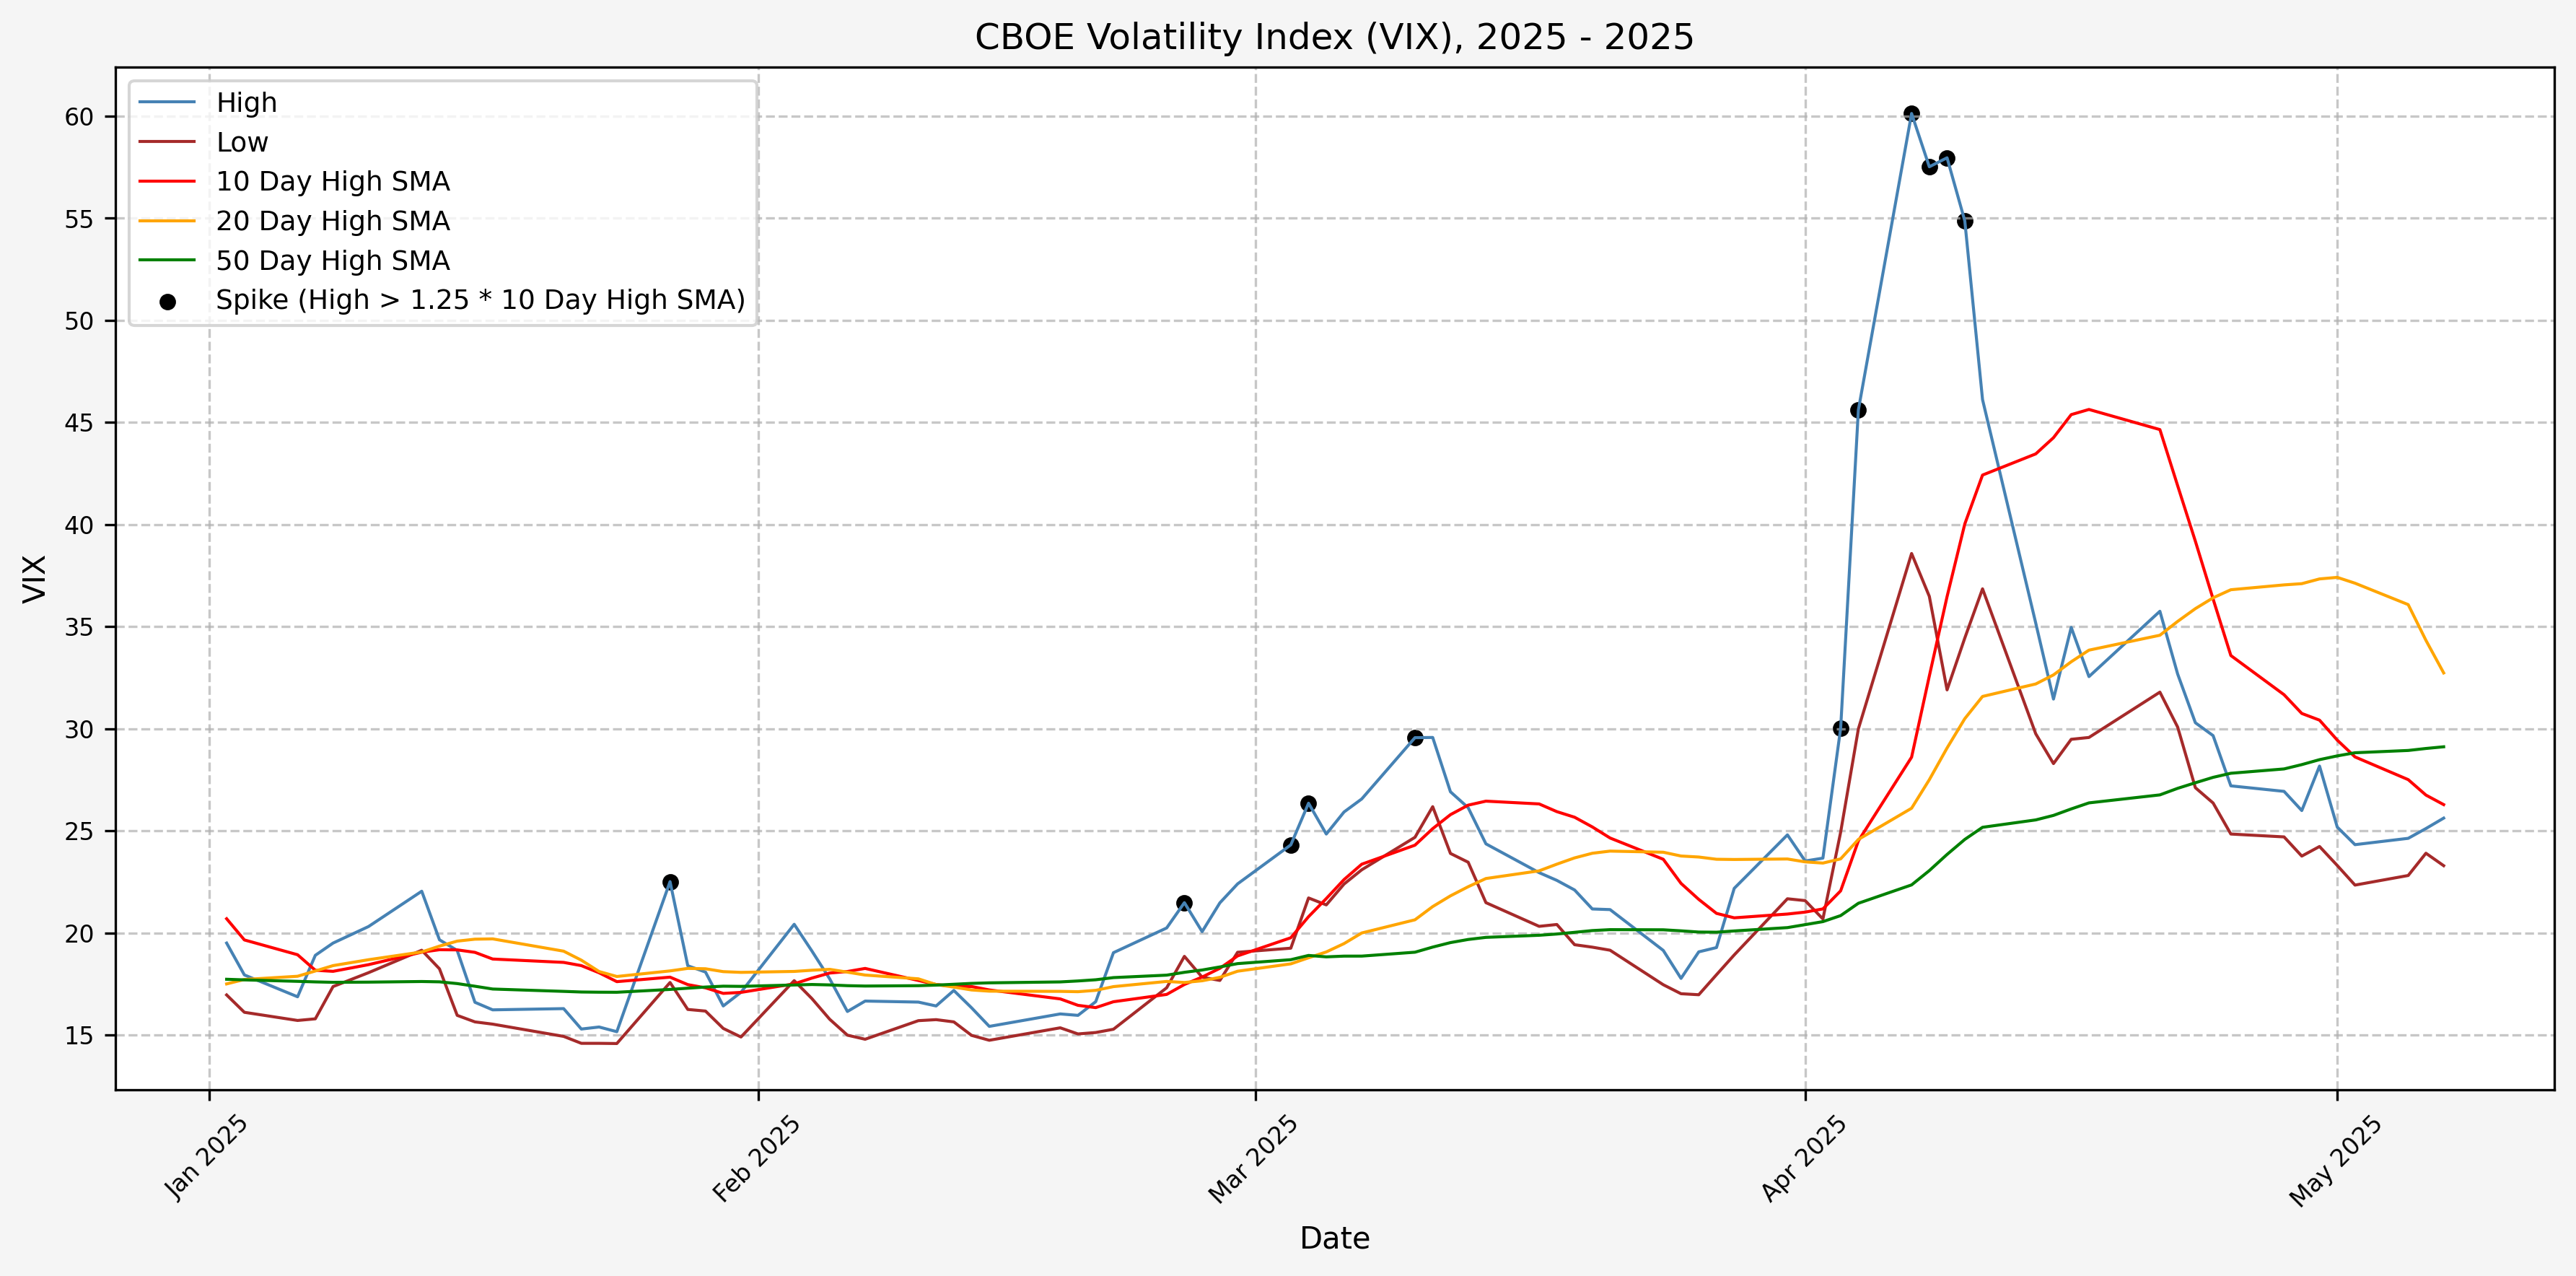 CBOE Volatility Index (VIX), 2025 - 2025
High
Low
10 Day High SMA
20 Day High SMA
50 Day High SMA
Spike (High > 1.25 * 10 Day High SMA)
VIX
60
55
50
45
40
35
30
25
20
15
Jan 2025
Feb 2025
Mar 2025
Apr 2025
May 2025
Date